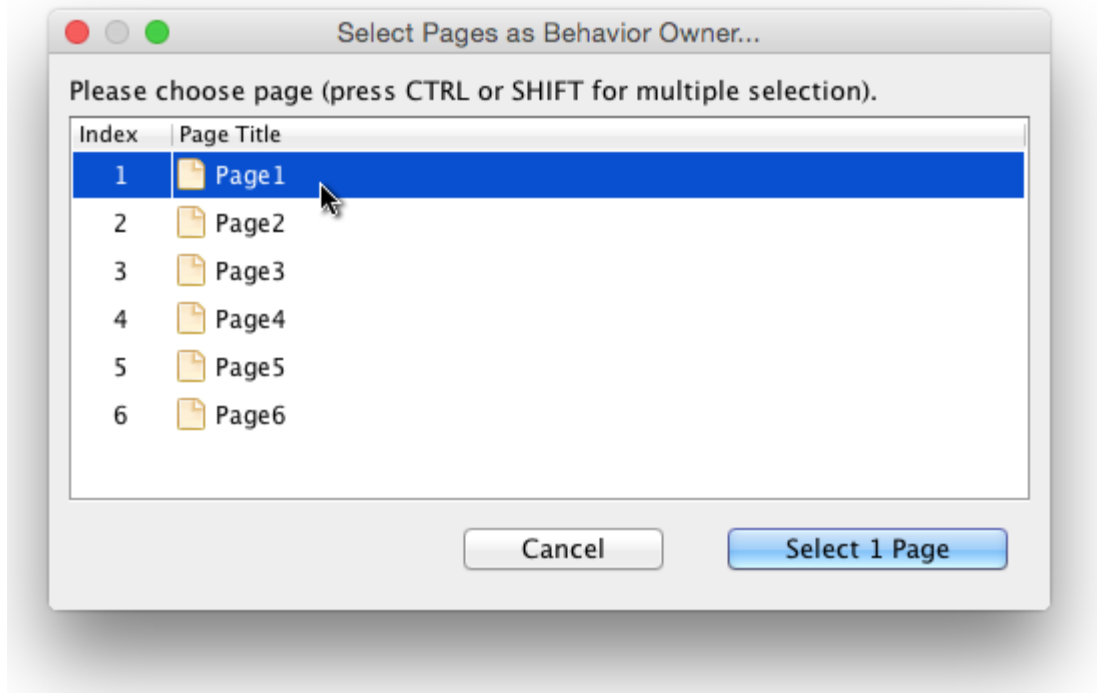 Select Pages as Behavior Owner...
Please choose page (press CTRL or SHIFT for multiple selection).
Index Page Title
1 Page1
2 Page2
3 Page3
4 Page4
5 Page5
6 Page6
Cancel Select 1 Page